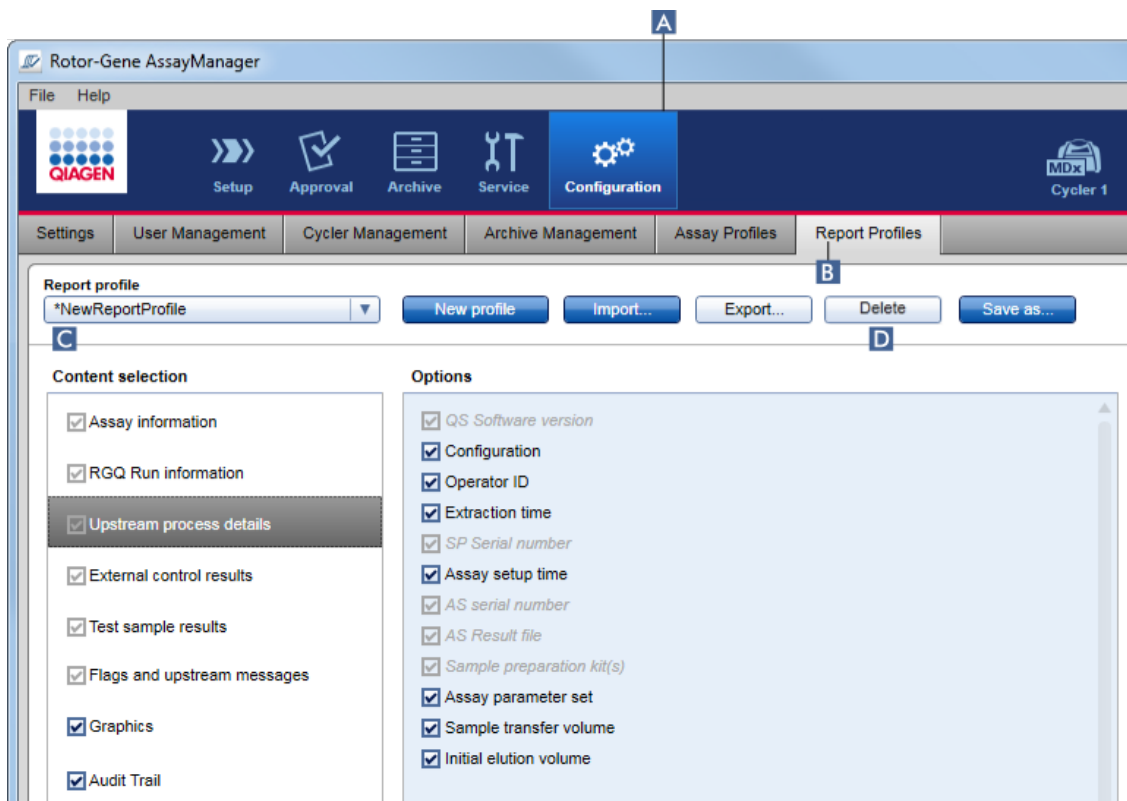 A
Rotor-Gene AssayManager
File Help
QIAGEN
Setup Approval Archive Service Configuration
MDx
Cycler 1
Settings User Management Cycler Management Archive Management Assay Profiles Report Profiles
B
Report profile
*NewReportProfile New profile Import... Export... Delete Save as...
C D
Content selection
Assay information
RGQ Run information
Upstream process details
External control results
Test sample results
Flags and upstream messages
Graphics
Audit Trail
Options
QS Software version
Configuration
Operator ID
Extraction time
SP Serial number
Assay setup time
AS serial number
AS Result file
Sample preparation kit(s)
Assay parameter set
Sample transfer volume
Initial elution volume